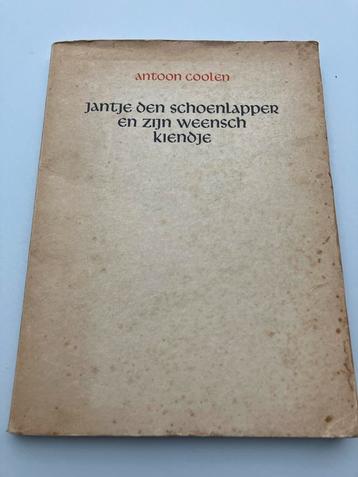 antoon coolen
jantje den schoenlapper
en zijn weensch
kiendje